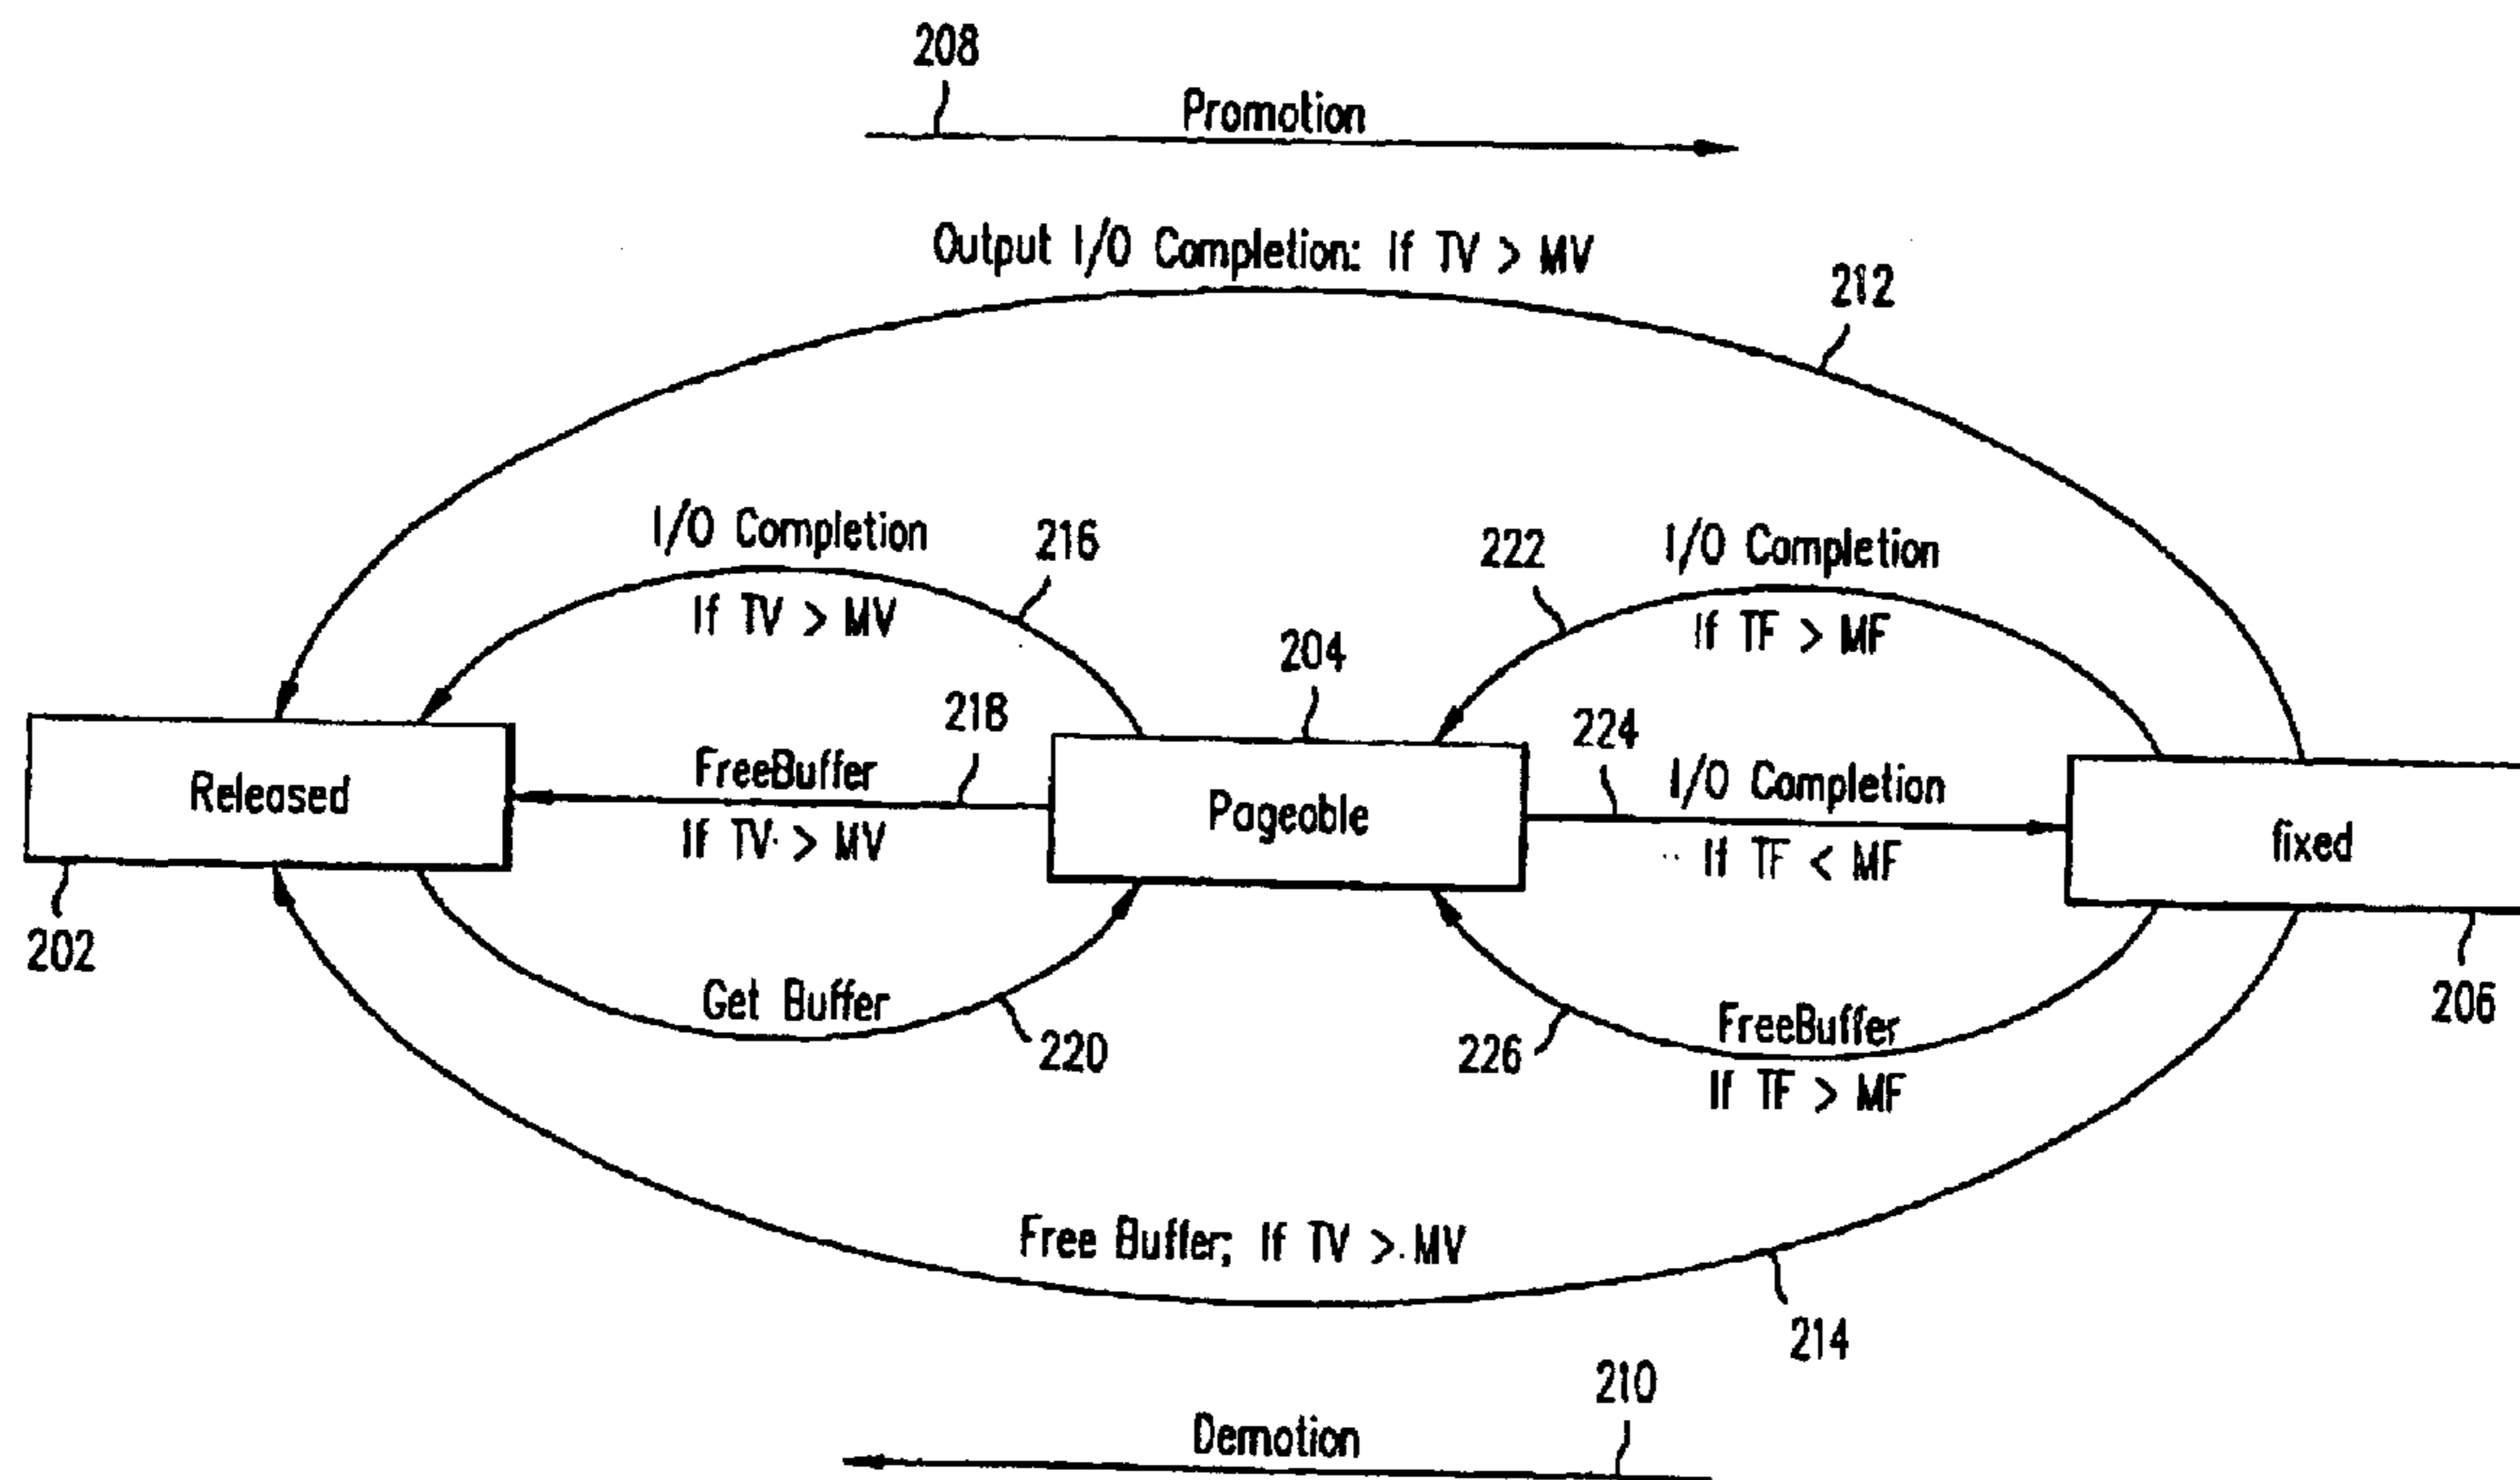 208
Promotion
Output I/O Completion: If TV > MV
212
I/O Completion
216
If TV > MV
222
I/O Completion
If TF > MF
204
218
224
Released
FreeBuffer
If TV > MV
Pageable
I/O Completion
If TF < MF
fixed
202
Get Buffer
220
226
FreeBuffer
If TF > MF
206
Free Buffer; If TV > MV
214
210
Demotion